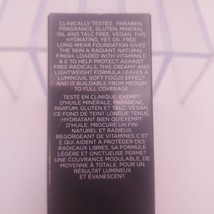 CLINICALLY TESTED. PARABEN,
FRAGRANCE, GLUTEN, MINERAL
OIL AND TALC FREE. VEGAN. THIS
HYDRATING, YET OIL FREE
LONG-WEAR FOUNDATION GIVES
THE SKIN A RADIANT, NATURAL
FINISH. LOADED WITH VITAMINS C
& E TO HELP PROTECT AGAINST
FREE RADICALS, THIS CREAMY AND
LIGHTWEIGHT FORMULA LEAVES A
LUMINOUS, SOFT FOCUS EFFECT
AND IS BUILDABLE FROM MEDIUM
TO FULL COVERAGE
TESTÉ EN CLINIQUE. EXEMPT
D'HUILE MINÉRALE, PARABÈNE,
PARFUM, GLUTEN ET TALC. VÉGAN.
CE FOND DE TEINT LONGUE TENUE
HYDRATANT BIEN QU'EXEMPT
D'HUILE, PROCURE UN FINI
NATUREL ET RADIEUX.
REGORGEANT DE VITAMINES C ET
E QUI AIDENT À PROTÉGER DES
RADICAUX LIBRES, SA FORMULE
LÉGÈRE ET ONCTUEUSE PERMET
UNE COUVRANCE MODULABLE, DE
MOYENNE À TOTALE, POUR UN
RÉSULTAT LUMINEUX
ET ÉVANESCENT